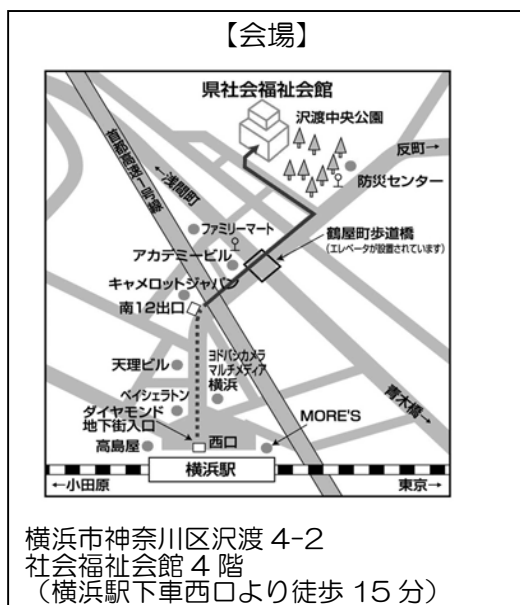 【会場】
県社会福祉会館
沢渡中央公園
反町→
首都高速1号線
←浅間町
防災センター
ファミリーマート
鶴屋町歩道橋
(エレベータが設置されています)
アカデミービル
キャメロットジャパン
南12出口
天理ビル
ヨドバシカメラ
マルチメディア
横浜
ベイシェラトン
ダイヤモンド
地下街入口
青木橋→
MORE'S
高島屋
西口
横浜駅
←小田原
東京→
横浜市神奈川区沢渡 4-2
社会福祉会館 4 階
(横浜駅下車西口より徒歩 15 分)